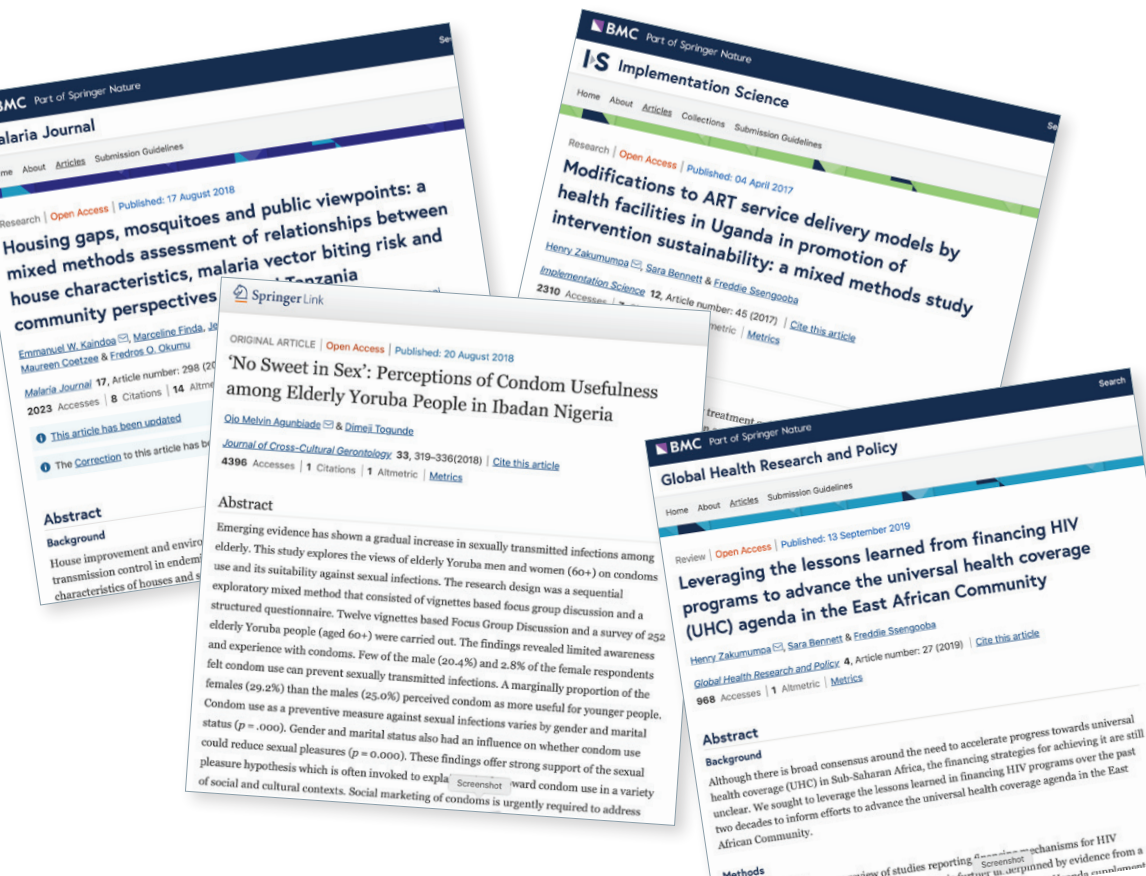 BMC Part of Springer Nature
Malaria Journal
About Articles Submission Guidelines
Research | Open Access | Published: 17 August 2018
Housing gaps, mosquitoes and public viewpoints: a
mixed methods assessment of relationships between
house characteristics, malaria vector biting risk and
community perspectives Tanzania
Emmanuel W. Kaindoa, Marceline Finda,
Maureen Coetzee & Fredros O. Okumu
Malaria Journal 17, Article number: 298
2023 Accesses | 8 Citations | 14
This article has been updated
The Correction to this article has
Abstract
Background
House improvement and
transmission control in
characteristics of houses and
BMC Part of Springer Nature
I·S Implementation Science
Home About Articles Collections Submission Guidelines
Research | Open Access | Published: 04 April 2017
Modifications to ART service delivery models by
health facilities in Uganda in promotion of
intervention sustainability: a mixed methods study
Henry Zakumumpa, Sara Bennett & Freddie Ssengooba
Implementation Science 12, Article number: 45 (2017) | Cite this article
2310 Accesses
Metrics
treatment
Springer Link
ORIGINAL ARTICLE | Open Access | Published: 20 August 2018
‘No Sweet in Sex’: Perceptions of Condom Usefulness
among Elderly Yoruba People in Ibadan Nigeria
Ojo Melvin Agunbiade & Dimeji Togunde
Journal of Cross-Cultural Gerontology 33, 319–336(2018) | Cite this article
4396 Accesses | 1 Citations | 1 Altmetric | Metrics
Abstract
Emerging evidence has shown a gradual increase in sexually transmitted infections among
elderly. This study explores the views of elderly Yoruba men and women (60+) on condoms
use and its suitability against sexual infections. The research design was a sequential
exploratory mixed method that consisted of vignettes based focus group discussion and a
structured questionnaire. Twelve vignettes based Focus Group Discussion and a survey of 252
elderly Yoruba people (aged 60+) were carried out. The findings revealed limited awareness
and experience with condoms. Few of the male (20.4%) and 2.8% of the female respondents
felt condom use can prevent sexually transmitted infections. A marginally proportion of the
females (29.2%) than the males (25.0%) perceived condom as more useful for younger people.
Condom use as a preventive measure against sexual infections varies by gender and marital
status (p = .000). Gender and marital status also had an influence on whether condom use
could reduce sexual pleasures (p = 0.000). These findings offer strong support of the sexual
pleasure hypothesis which is often invoked to condom use in a variety
of social and cultural contexts. Social marketing of condoms is urgently required to address
Screenshot
BMC Part of Springer Nature
Search
Global Health Research and Policy
Home About Articles Submission Guidelines
Review | Open Access | Published: 13 September 2019
Leveraging the lessons learned from financing HIV
programs to advance the universal health coverage
(UHC) agenda in the East African Community
Henry Zakumumpa, Sara Bennett & Freddie Ssengooba
Global Health Research and Policy 4, Article number: 27 (2019) | Cite this article
968 Accesses | 1 Altmetric | Metrics
Abstract
Background
Although there is broad consensus around the need to accelerate progress towards universal
health coverage (UHC) in Sub-Saharan Africa, the financing strategies for achieving it are still
unclear. We sought to leverage the lessons learned in financing HIV programs over the past
two decades to inform efforts to advance the universal health coverage agenda in the East
African Community.
Methods
of studies reporting mechanisms for HIV
Screenshot
by evidence from a
supplement